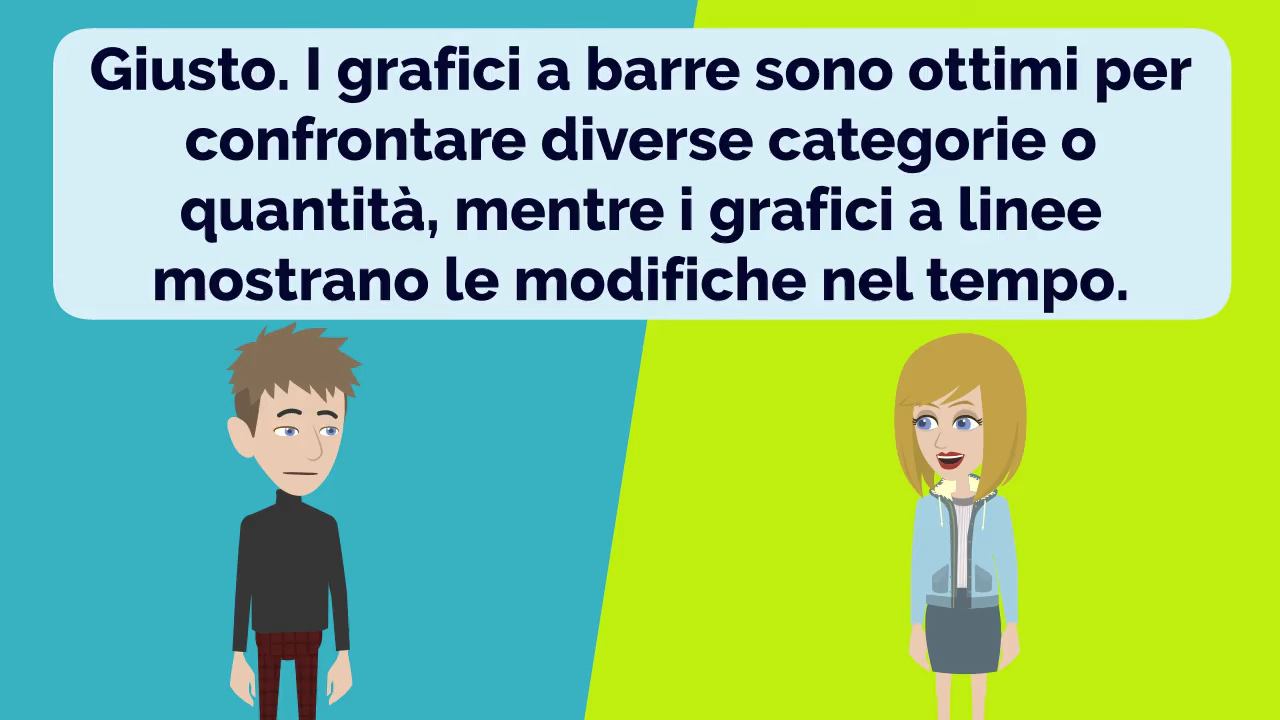 Giusto. I grafici a barre sono ottimi per
confrontare diverse categorie o
quantità, mentre i grafici a linee
mostrano le modifiche nel tempo.